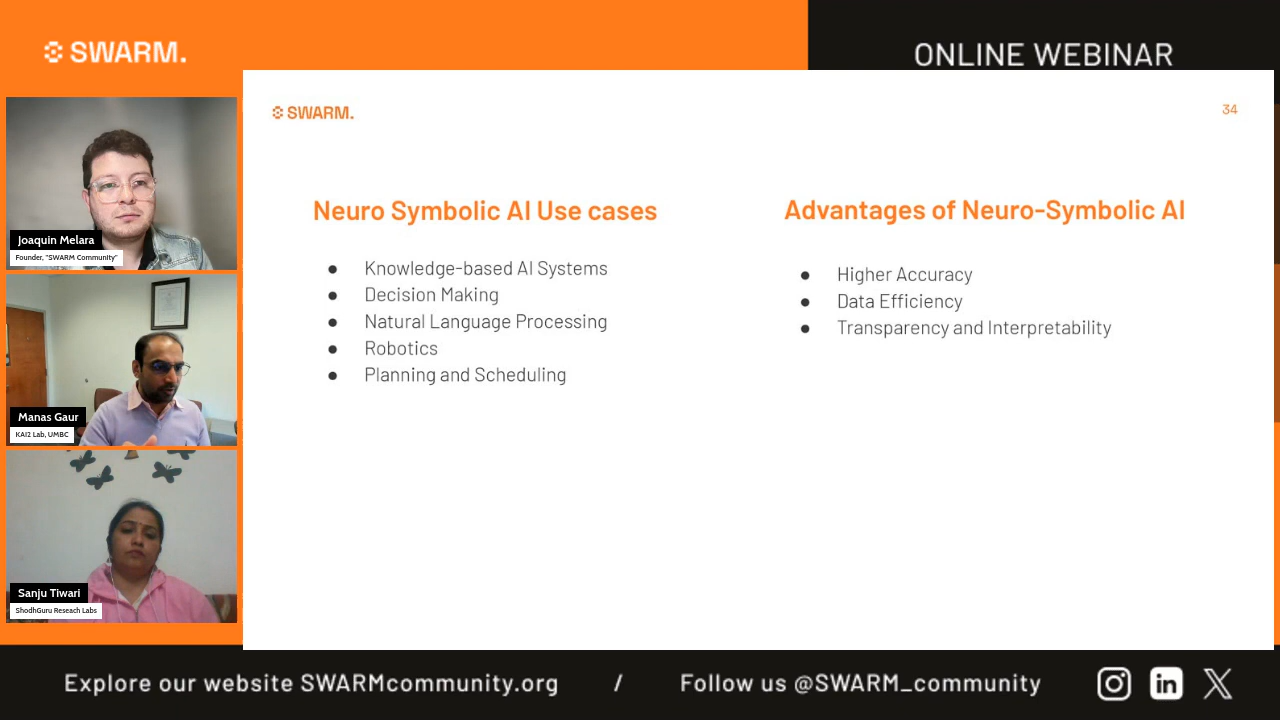 SWARM.
ONLINE WEBINAR
SWARM.
34
Joaquin Melara
Founder, "SWARM Community"
Manas Gaur
KAI2 Lab, UMBC
Sanju Tiwari
ShodhGuru Reseach Labs
Neuro Symbolic AI Use cases
● Knowledge-based AI Systems
● Decision Making
● Natural Language Processing
● Robotics
● Planning and Scheduling
Advantages of Neuro-Symbolic AI
● Higher Accuracy
● Data Efficiency
● Transparency and Interpretability
Explore our website SWARMcommunity.org / Follow us @SWARM_community